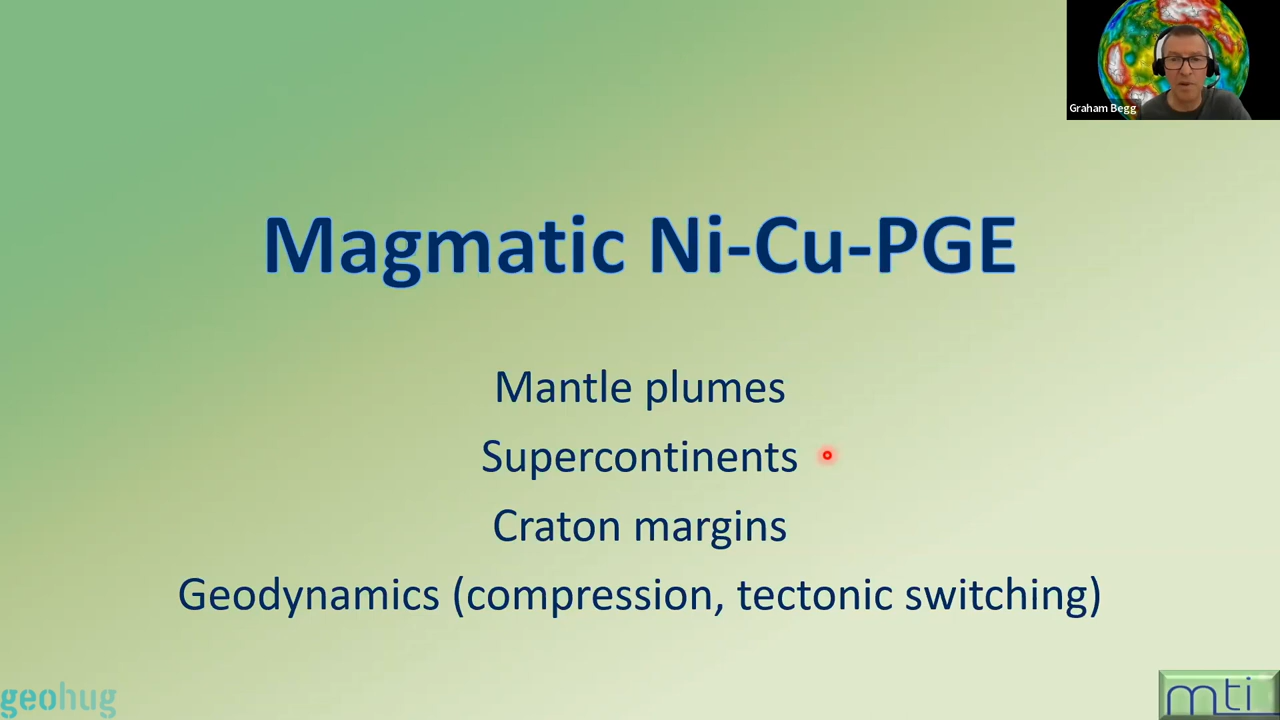 Graham Begg
Magmatic Ni-Cu-PGE
Mantle plumes
Supercontinents
Craton margins
Geodynamics (compression, tectonic switching)
geohug
mti